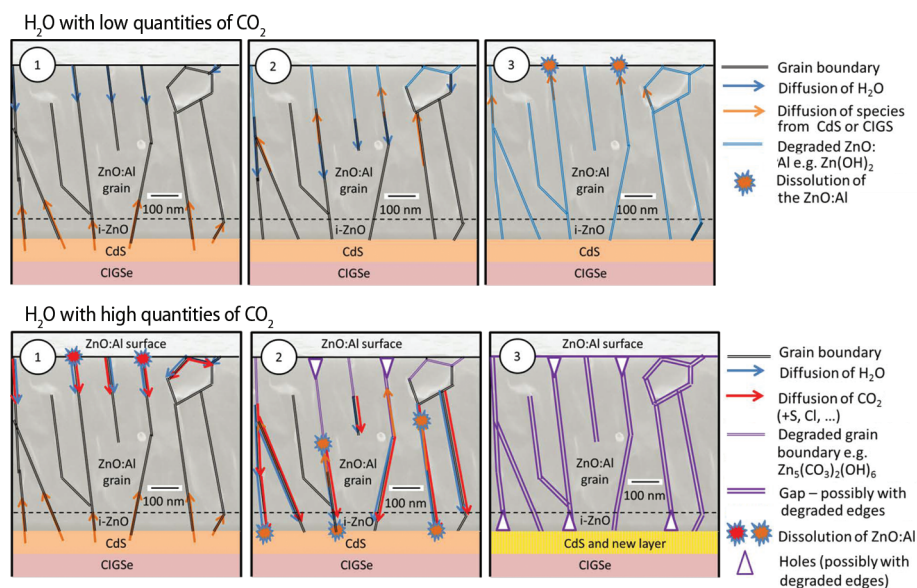 H₂O with low quantities of CO₂
1
ZnO:Al
grain
100 nm
i-ZnO
CdS
CIGSe
2
ZnO:Al
grain
100 nm
i-ZnO
CdS
CIGSe
3
ZnO:Al
grain
100 nm
i-ZnO
CdS
CIGSe
Grain boundary
Diffusion of H₂O
Diffusion of species
from CdS or CIGS
Degraded ZnO:
Al e.g. Zn(OH)₂
Dissolution of
the ZnO:Al
H₂O with high quantities of CO₂
1
ZnO:Al surface
ZnO:Al
grain
100 nm
i-ZnO
CdS
CIGSe
2
ZnO:Al surface
ZnO:Al
grain
100 nm
i-ZnO
CdS
CIGSe
3
ZnO:Al surface
ZnO:Al
grain
100 nm
i-ZnO
CdS and new layer
CIGSe
Grain boundary
Diffusion of H₂O
Diffusion of CO₂
(+S, Cl, ...)
Degraded grain
boundary e.g.
Zn₅(CO₃)₂(OH)₆
Gap – possibly with
degraded edges
Dissolution of ZnO:Al
Holes (possibly with
degraded edges)